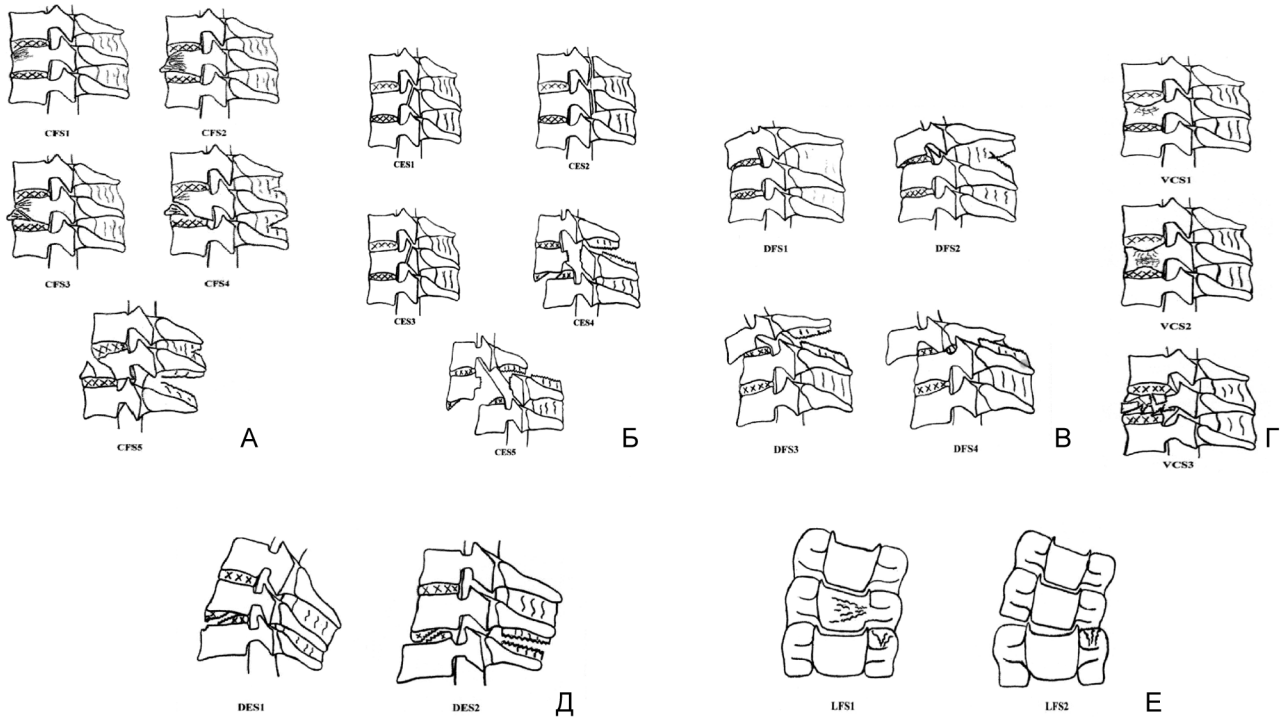 CFS1
CFS2
CFS3
CFS4
CFS5
А
CES1
CES2
CES3
CES4
CES5
Б
DFS1
DFS2
DFS3
DFS4
В
VCS1
VCS2
VCS3
Г
DES1
DES2
Д
LFS1
LFS2
Е